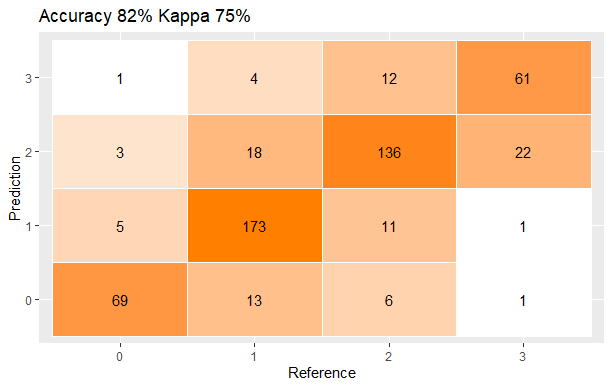 Accuracy 82% Kappa 75%
3 1 4 12 61
2 3 18 136 22
Prediction
1 5 173 11 1
0 69 13 6 1
0 1 2 3
Reference